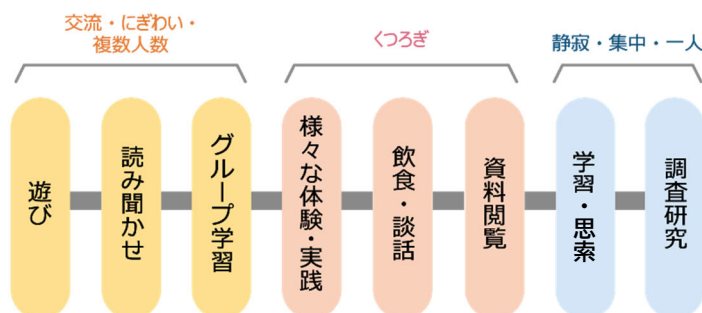 交流・にぎわい・
複数人数
くつろぎ
静寂・集中・一人
遊び
読み聞かせ
グループ学習
様々な体験・実践
飲食・談話
資料閲覧
学習・思索
調査研究